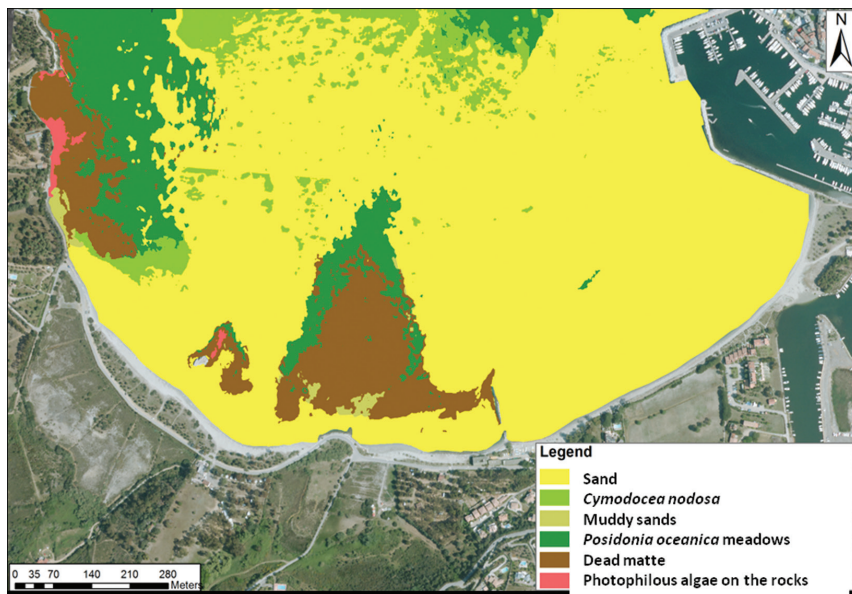 N
Legend
Sand
Cymodocea nodosa
Muddy sands
Posidonia oceanica meadows
Dead matte
Photophilous algae on the rocks
0 35 70 140 210 280
Meters